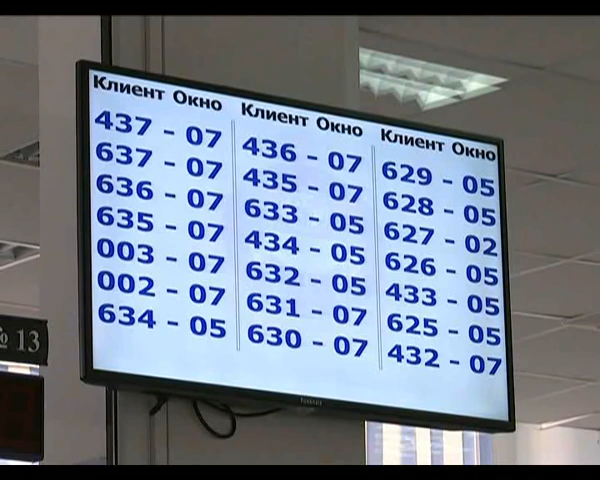 Клиент Окно
437 - 07
637 - 07
636 - 07
635 - 07
003 - 07
002 - 07
634 - 05
Клиент Окно
436 - 07
435 - 07
633 - 05
434 - 05
632 - 05
631 - 07
630 - 07
Клиент Окно
629 - 05
628 - 05
627 - 02
626 - 05
433 - 05
625 - 05
432 - 07
№ 13